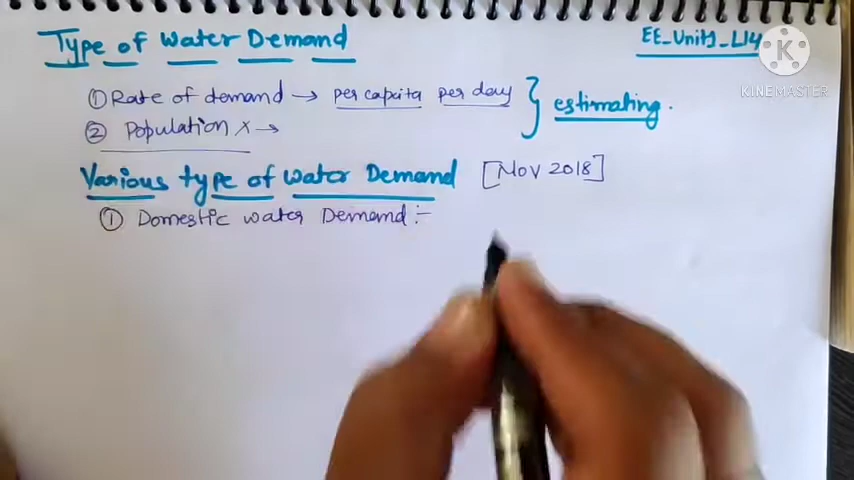 Type of Water Demand
EE_Unit1_L14
① Rate of demand → per capaita per day } estimating.
② Population x →
Various type of Water Demand [Nov 2018]
① Domestic water Demand :-
KINEMASTER